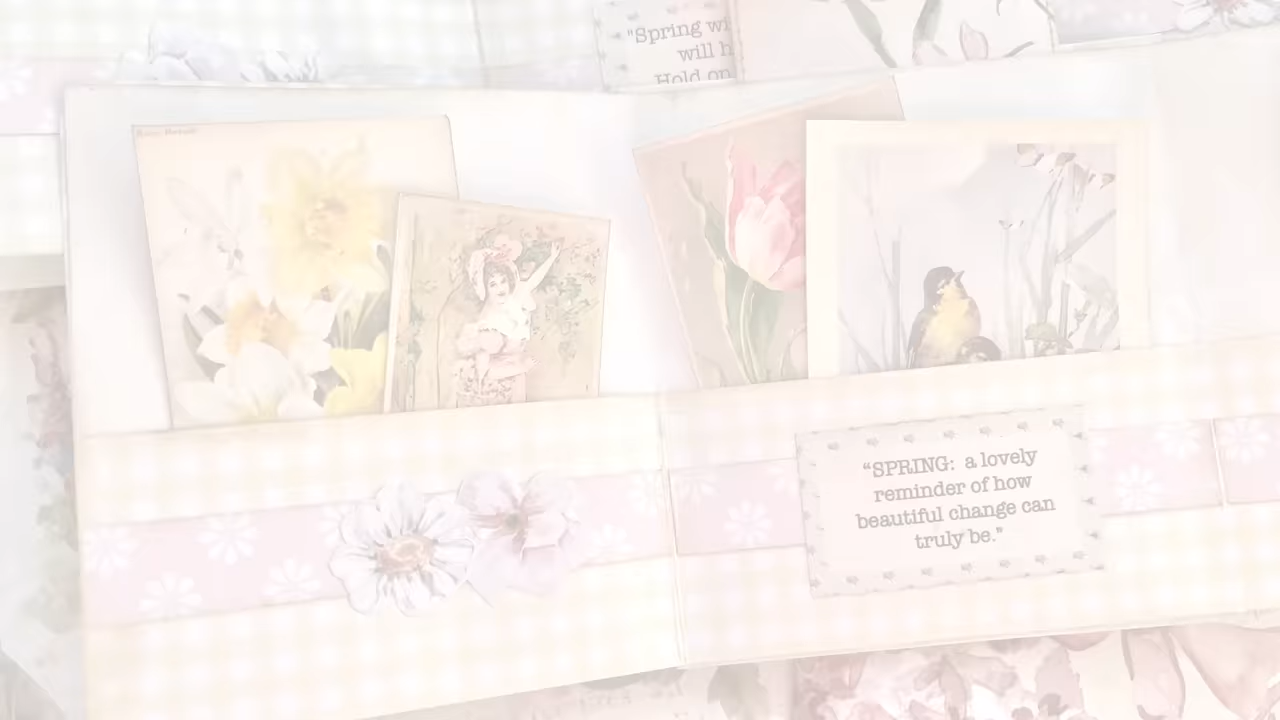 "Spring wi
will h
Hold on
“SPRING: a lovely
reminder of how
beautiful change can
truly be.”